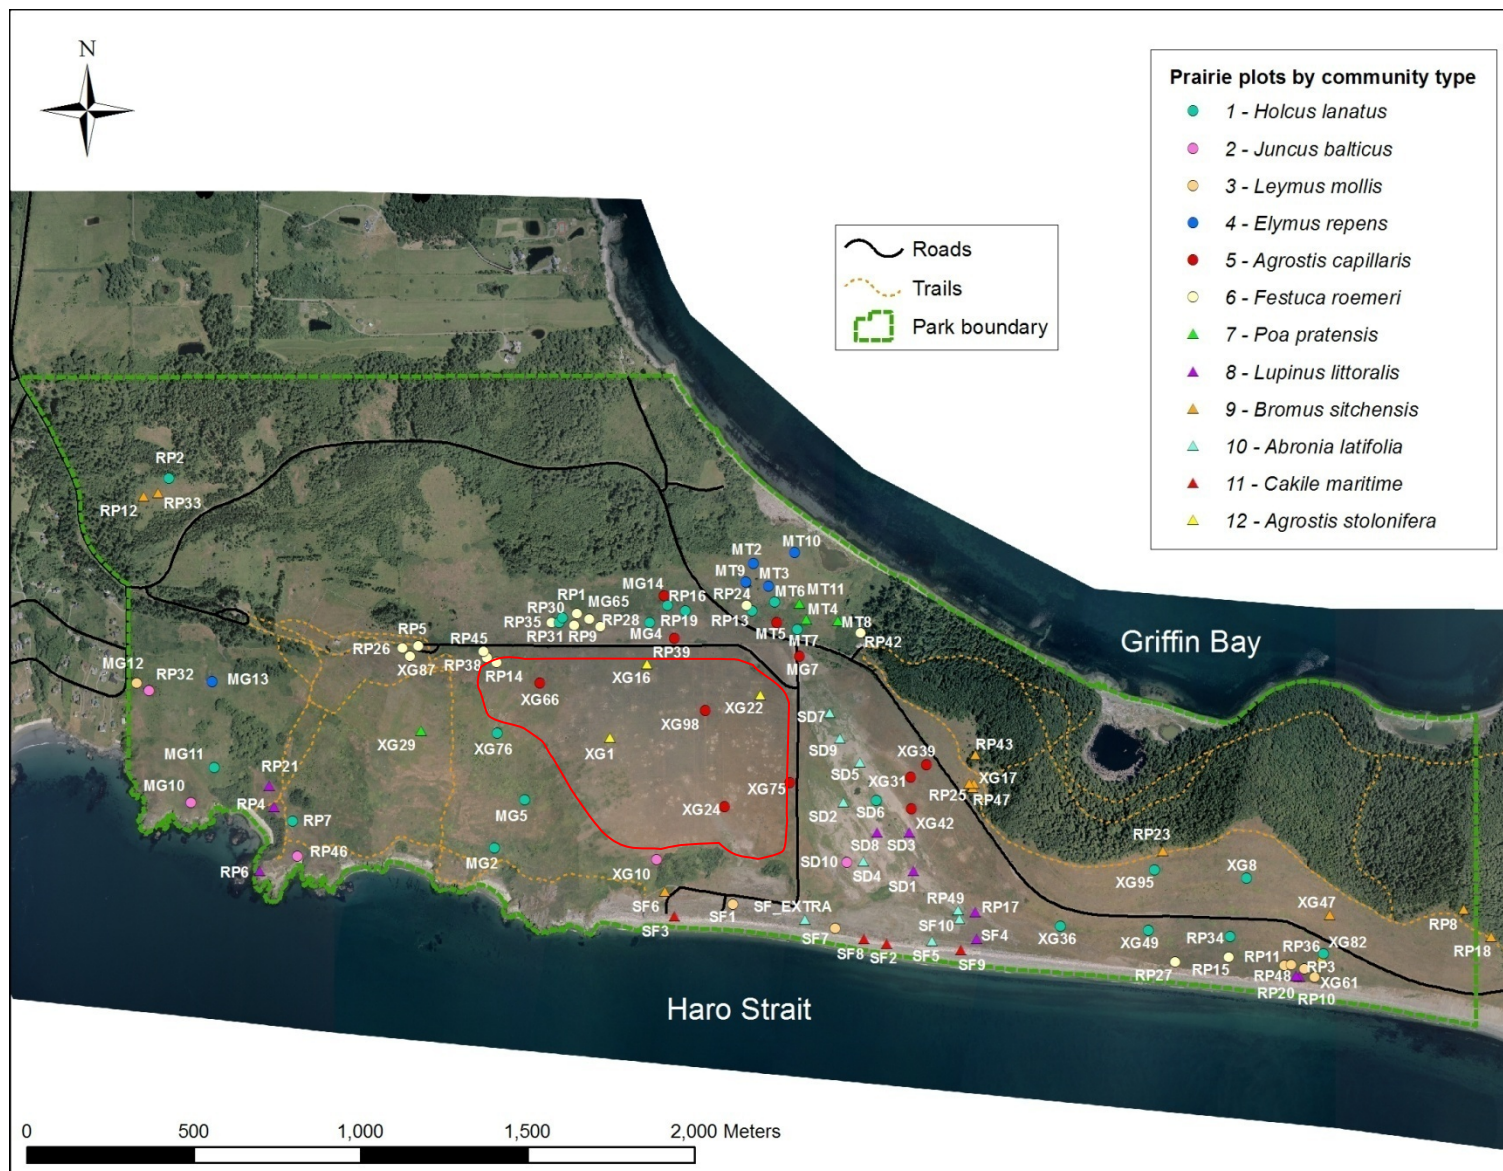 N
Prairie plots by community type
1 - Holcus lanatus
2 - Juncus balticus
3 - Leymus mollis
4 - Elymus repens
5 - Agrostis capillaris
6 - Festuca roemeri
7 - Poa pratensis
8 - Lupinus littoralis
9 - Bromus sitchensis
10 - Abronia latifolia
11 - Cakile maritime
12 - Agrostis stolonifera
Roads
Trails
Park boundary
RP2
RP12
RP33
MT10
MT2
MT9
MT3
MG14
RP16
RP24
MT6
MT11
RP1
RP30
MG65
MT4
RP35
RP28
RP19
RP13
MT8
RP31
RP9
MG4
MT5
MT7
RP42
RP5
RP45
RP39
MG7
Griffin Bay
RP26
XG87
RP38
RP14
MG12
RP32
MG13
XG16
XG66
XG22
XG98
SD7
XG29
XG76
XG1
SD9
XG39
RP43
MG11
SD5
XG31
XG17
MG10
RP21
XG75
RP25
RP47
RP4
MG5
XG24
SD2
SD6
XG42
RP7
SD8
SD3
RP23
RP46
MG2
XG10
SD10
SD4
XG95
XG8
RP6
SD1
SF6
SF1
SF_EXTRA
RP49
RP17
XG47
RP8
SF3
SF7
SF10
SF4
XG36
XG49
RP34
RP36
XG82
RP18
SF8
SF2
SF5
SF9
RP27
RP15
RP11
RP3
RP48
XG61
RP20
RP10
Haro Strait
0 500 1,000 1,500 2,000 Meters